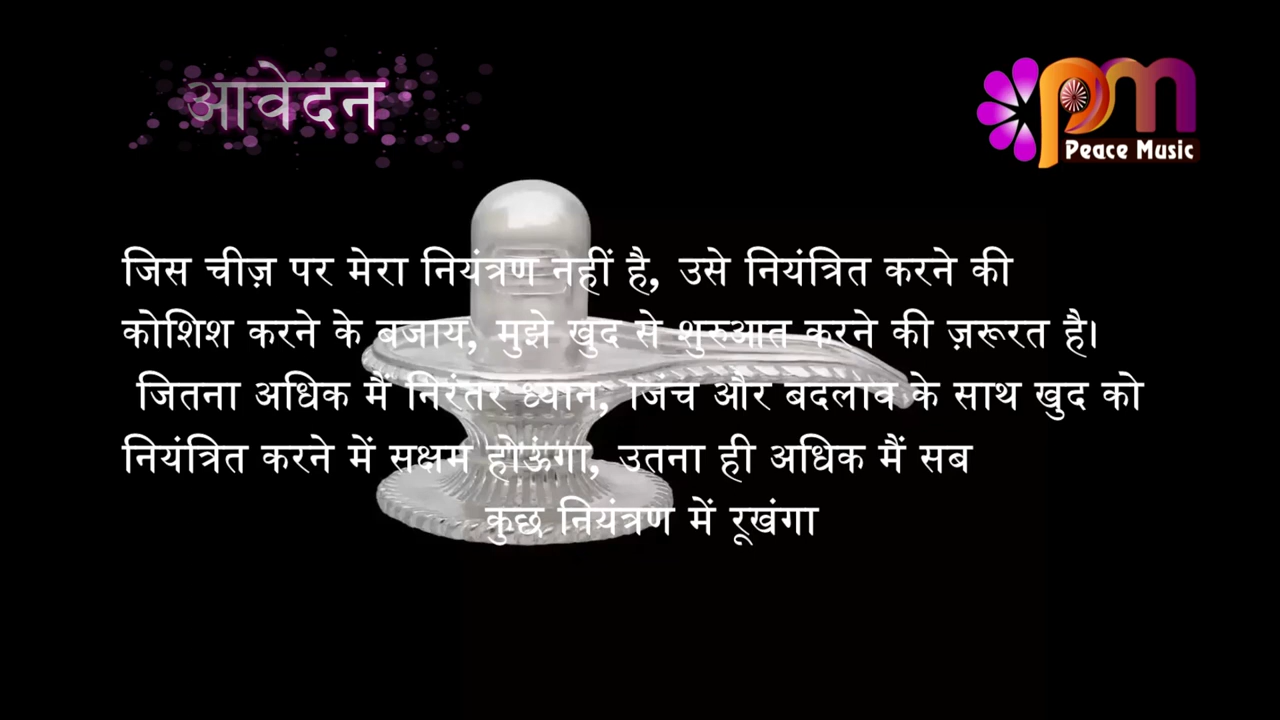 आवेदन
pm
Peace Music
जिस चीज़ पर मेरा नियंत्रण नहीं है, उसे नियंत्रित करने की
कोशिश करने के बजाय, मुझे खुद से शुरुआत करने की ज़रूरत है।
जितना अधिक मैं निरंतर ध्यान, जिंच और बदलाव के साथ खुद को
नियंत्रित करने में सक्षम होऊंगा, उतना ही अधिक मैं सब
कुछ नियंत्रण में रूखंगा